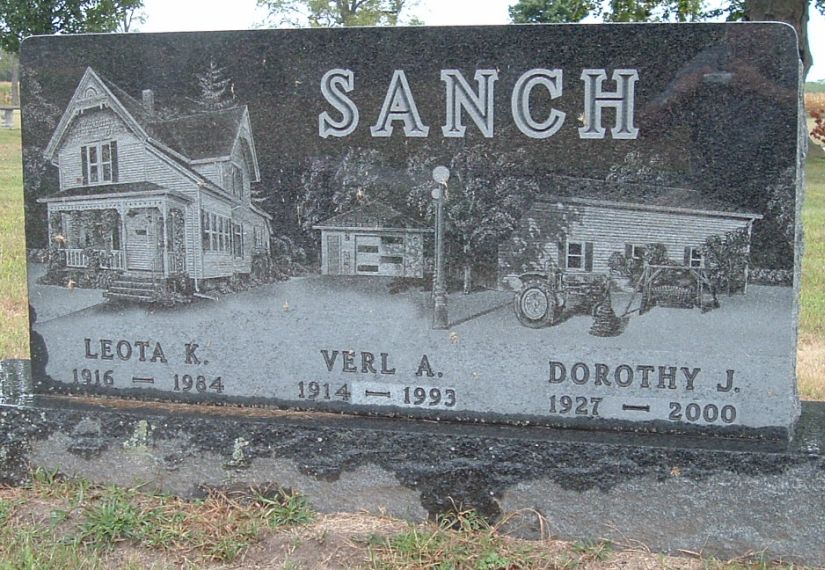 SANCH
LEOTA K. VERL A. DOROTHY J.
1916 — 1984 1914 — 1993 1927 — 2000